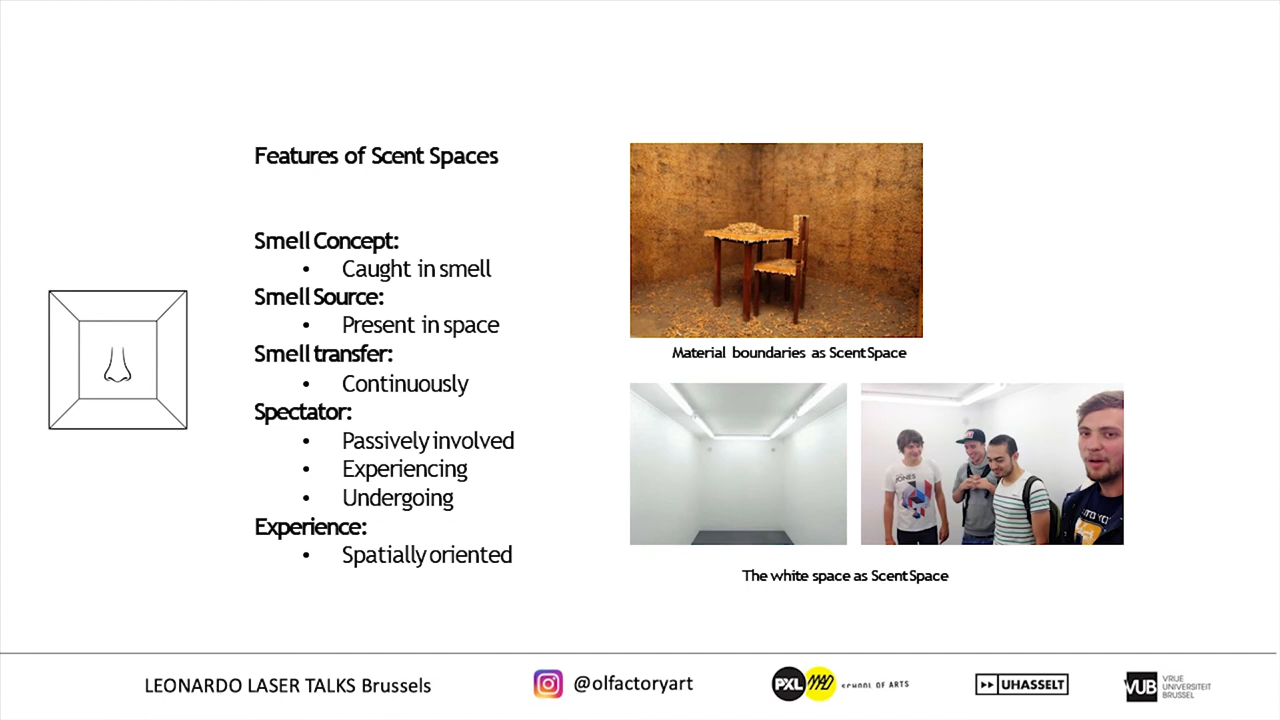 Features of Scent Spaces
Smell Concept:
• Caught in smell
Smell Source:
• Present in space
Smell transfer:
• Continuously
Spectator:
• Passively involved
• Experiencing
• Undergoing
Experience:
• Spatially oriented
Material boundaries as Scent Space
JONES
The white space as Scent Space
LEONARDO LASER TALKS Brussels
@olfactoryart
PXL MAD SCHOOL OF ARTS
UHASSELT
VUB VRIJE
UNIVERSITEIT
BRUSSEL